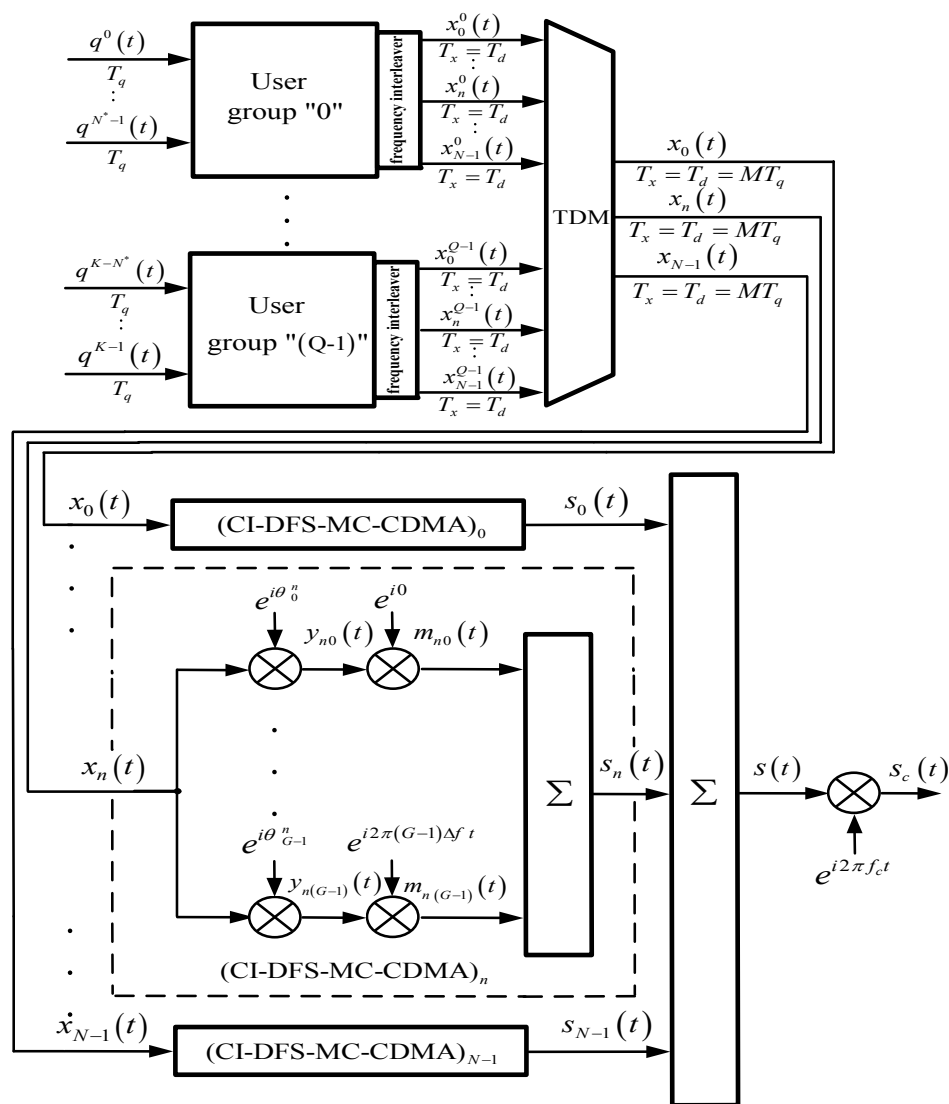 q^0(t)
T_q
⋮
q^{N^*-1}(t)
T_q
User
group "0"
frequency interleaver
x_0^0(t)
T_x = T_d
⋮
x_n^0(t)
T_x = T_d
⋮
x_{N-1}^0(t)
T_x = T_d
q^{K-N^*}(t)
T_q
⋮
q^{K-1}(t)
T_q
User
group "(Q-1)"
frequency interleaver
x_0^{Q-1}(t)
T_x = T_d
⋮
x_n^{Q-1}(t)
T_x = T_d
⋮
x_{N-1}^{Q-1}(t)
T_x = T_d
TDM
x_0(t)
T_x = T_d = MT_q
x_n(t)
T_x = T_d = MT_q
x_{N-1}(t)
T_x = T_d = MT_q
x_0(t)
(CI-DFS-MC-CDMA)_0
s_0(t)
e^{iθ_0^n}
e^{i0}
y_{n0}(t)
m_{n0}(t)
x_n(t)
Σ
s_n(t)
Σ
s(t)
s_c(t)
e^{i2πf_c t}
e^{iθ_{G-1}^n}
e^{i2π(G-1)Δf t}
y_{n(G-1)}(t)
m_{n(G-1)}(t)
(CI-DFS-MC-CDMA)_n
x_{N-1}(t)
(CI-DFS-MC-CDMA)_{N-1}
s_{N-1}(t)